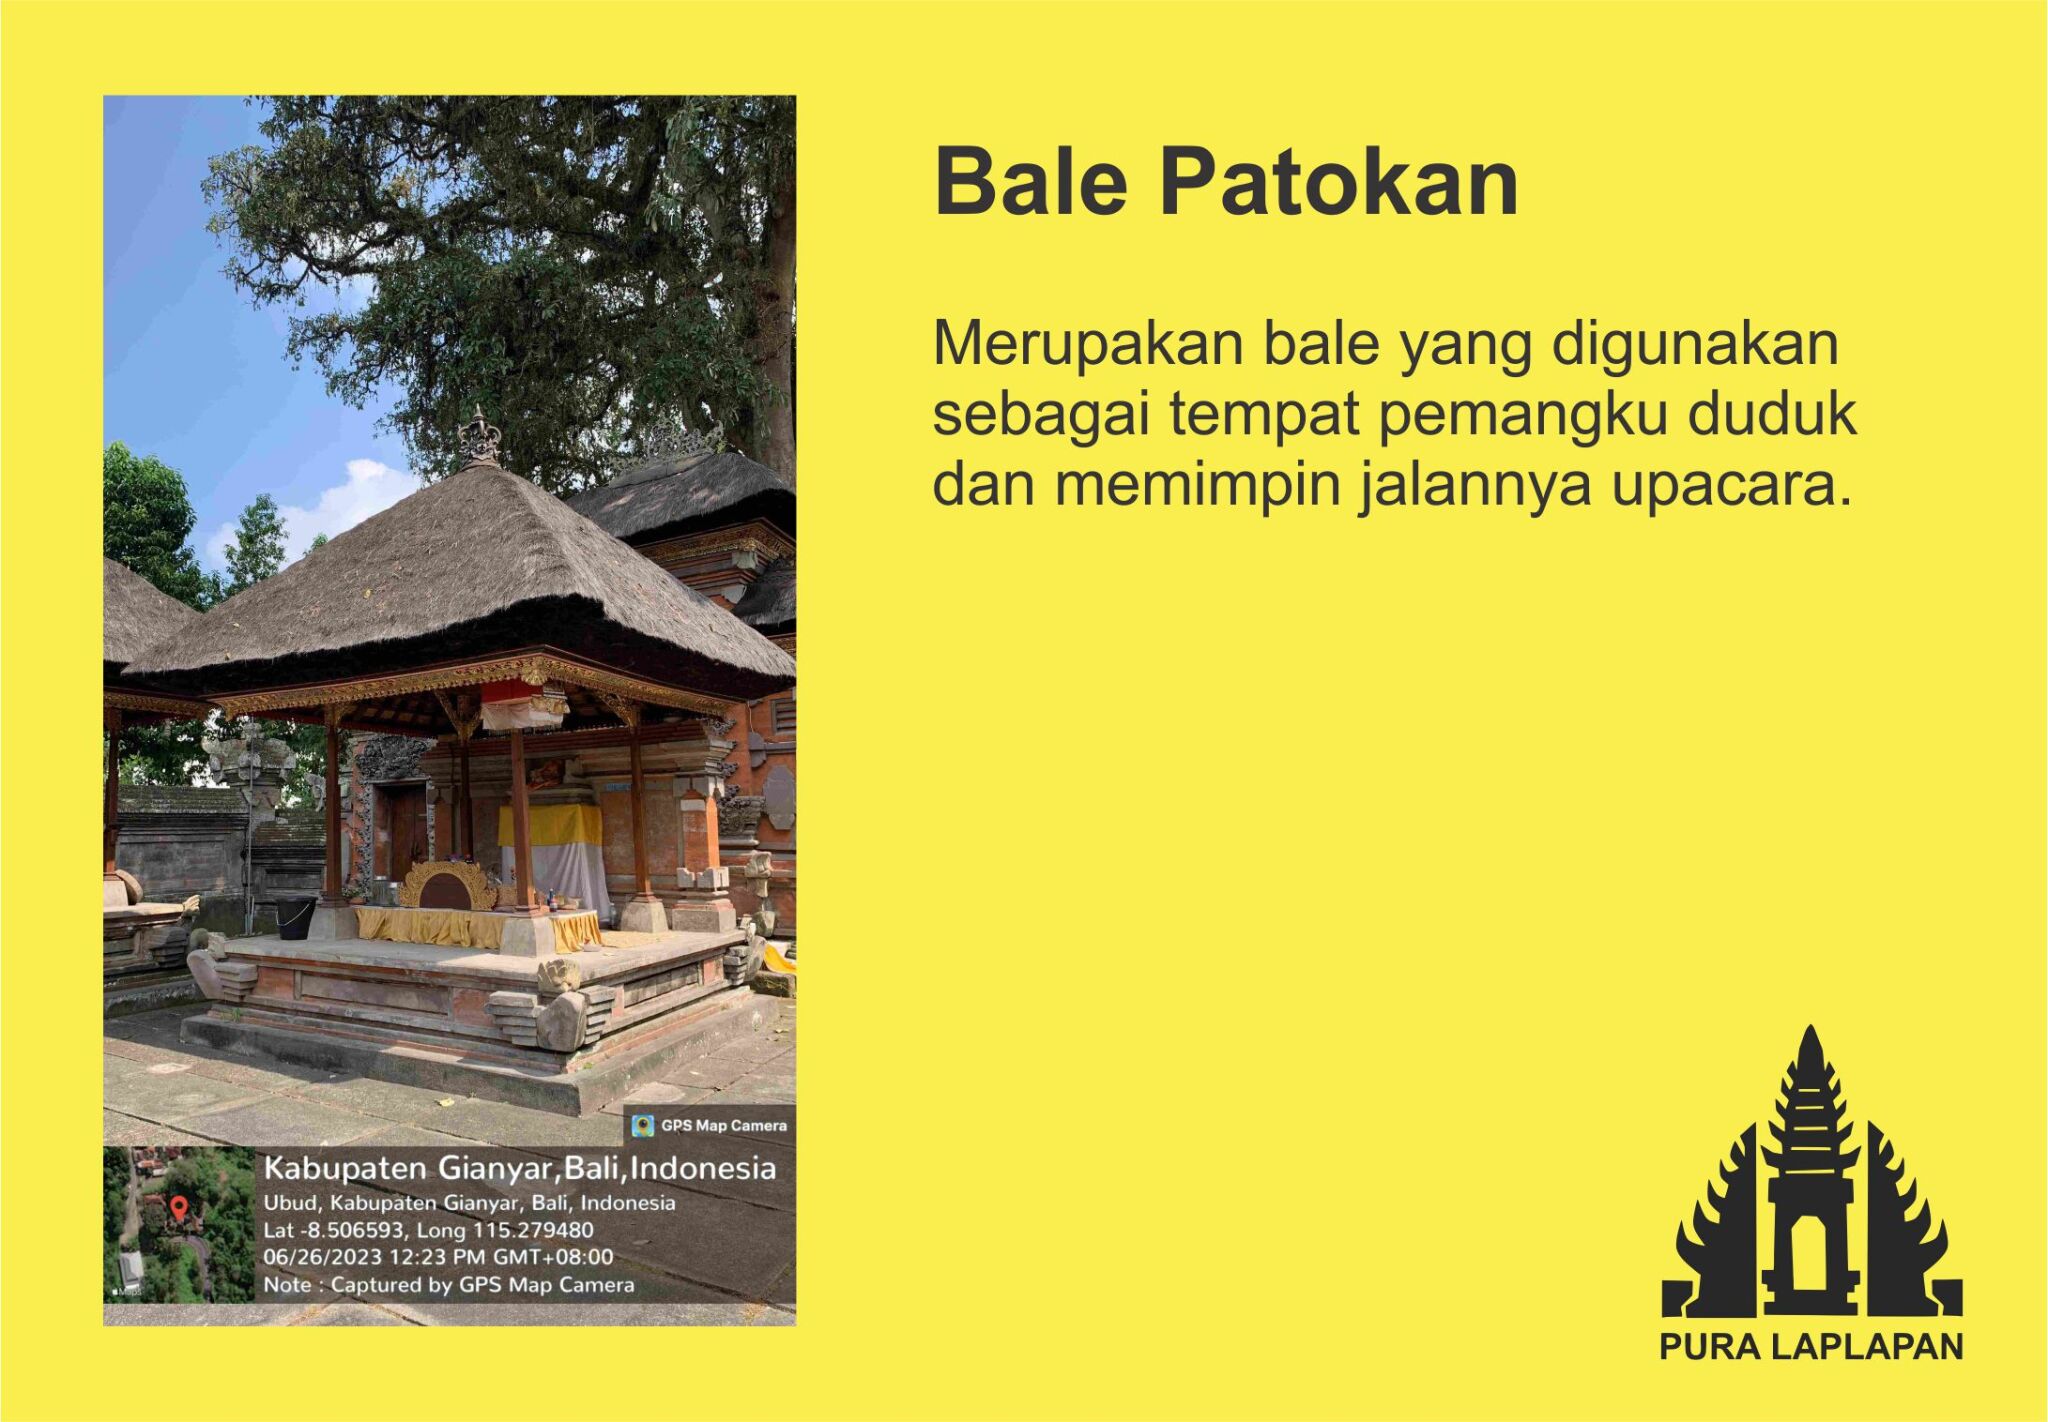 Bale Patokan
Merupakan bale yang digunakan
sebagai tempat pemangku duduk
dan memimpin jalannya upacara.
GPS Map Camera
Kabupaten Gianyar,Bali,Indonesia
Ubud, Kabupaten Gianyar, Bali, Indonesia
Lat -8.506593, Long 115.279480
06/26/2023 12:23 PM GMT+08:00
Note : Captured by GPS Map Camera
Maps
PURA LAPLAPAN